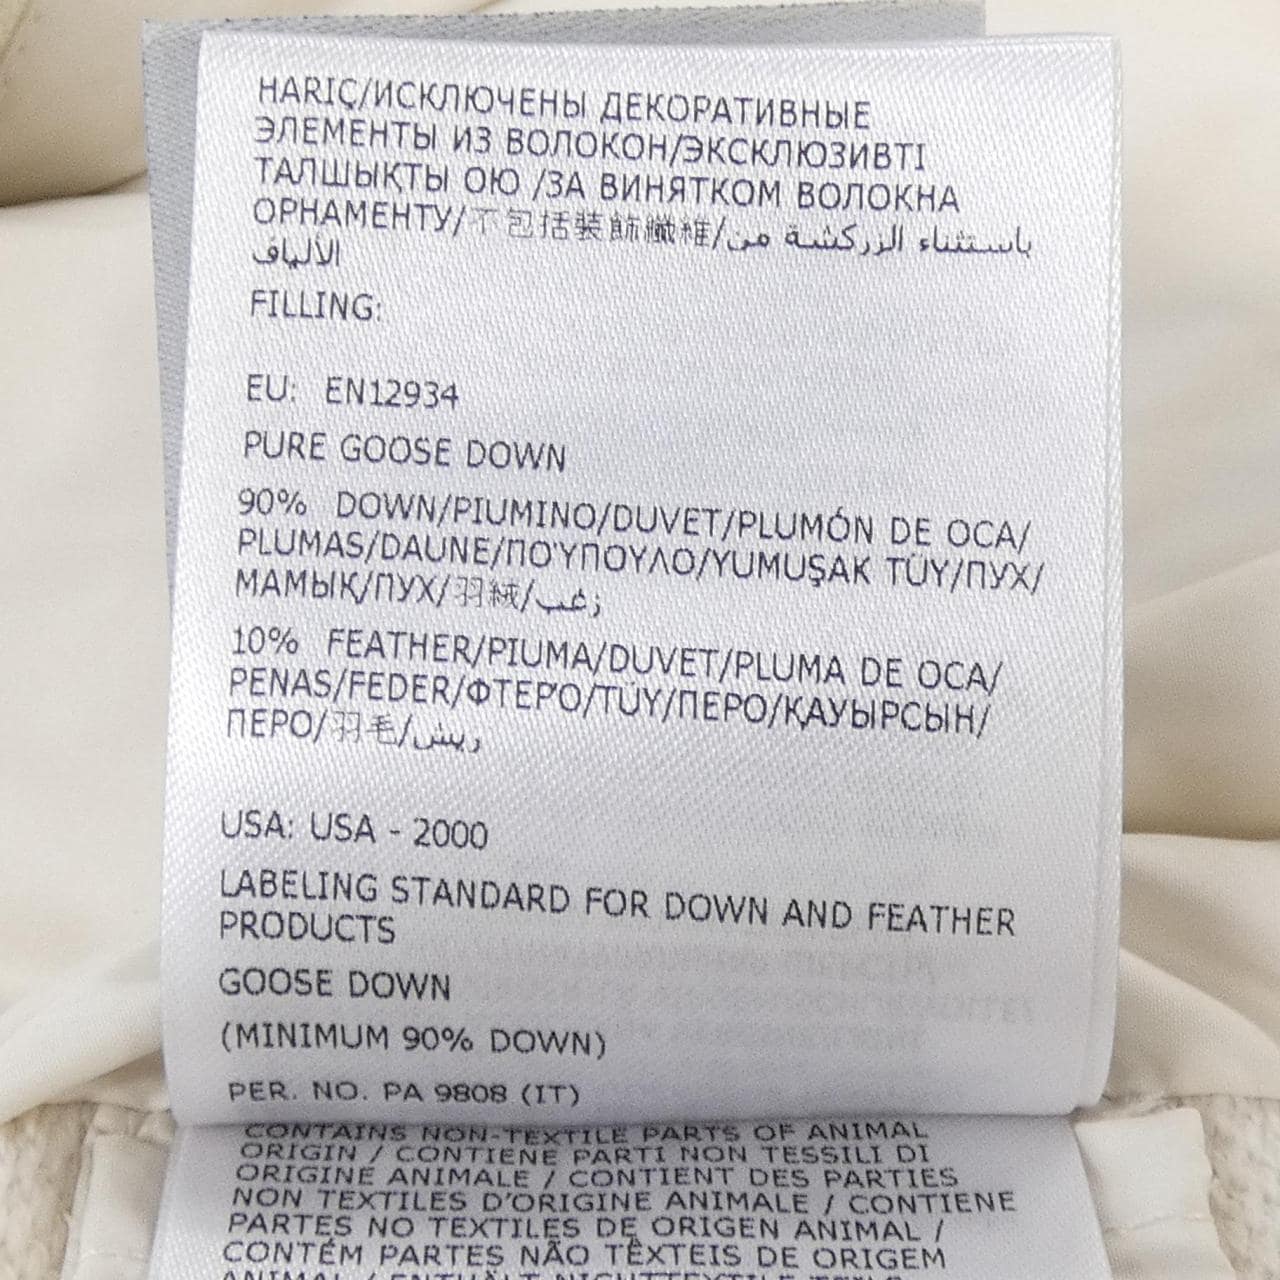 HARIÇ/ИСКЛЮЧЕНЫ ДЕКОРАТИВНЫЕ
ЭЛЕМЕНТЫ ИЗ ВОЛОКОН/ЭКСКЛЮЗИВТІ
ТАЛШЫҚТЫ ОЮ /ЗА ВИНЯТКОМ ВОЛОКНА
ОРНАМЕНТУ/不包括装飾纖維/باستثناء الزركشة من
الألياف
FILLING:
EU: EN12934
PURE GOOSE DOWN
90% DOWN/PIUMINO/DUVET/PLUMÓN DE OCA/
PLUMAS/DAUNE/ΠΟΎΠΟΥΛΟ/YUMUŞAK TÜY/ПУХ/
МАМЫҚ/ПУХ/羽絨/زغب
10% FEATHER/PIUMA/DUVET/PLUMA DE OCA/
PENAS/FEDER/ΦΤΕΡΌ/TÜY/ПЕРО/ҚАУЫРСЫН/
ПЕРО/羽毛/ريش
USA: USA - 2000
LABELING STANDARD FOR DOWN AND FEATHER
PRODUCTS
GOOSE DOWN
(MINIMUM 90% DOWN)
PER. NO. PA 9808 (IT)
CONTAINS NON-TEXTILE PARTS OF ANIMAL
ORIGIN / CONTIENE PARTI NON TESSILI DI
ORIGINE ANIMALE / CONTIENT DES PARTIES
NON TEXTILES D'ORIGINE ANIMALE / CONTIENE
PARTES NO TEXTILES DE ORIGEN ANIMAL /
CONTÉM PARTES NÃO TÊXTEIS DE ORIGEM